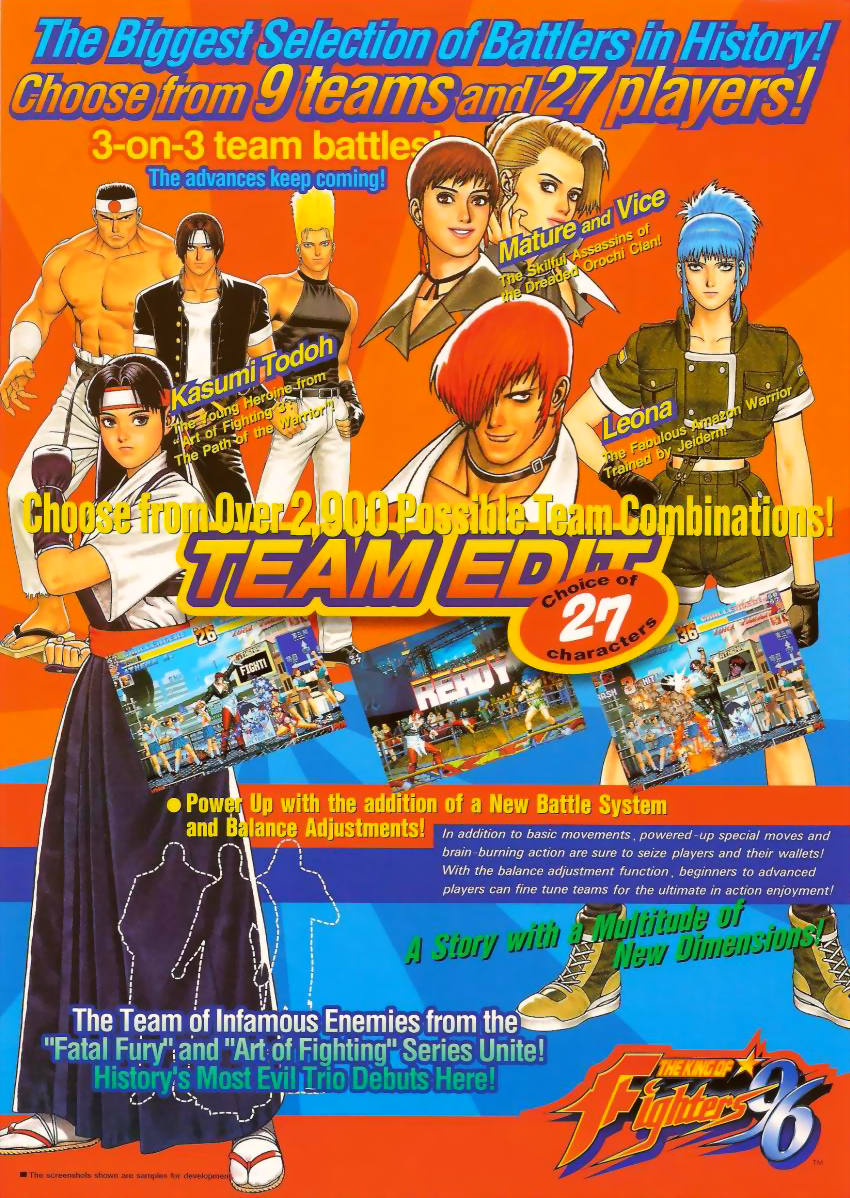 The Biggest Selection of Battlers in History!
Choose from 9 teams and 27 players!
3-on-3 team battles!
The advances keep coming!
Mature and Vice
The Skilful Assassins of
the Dreaded Orochi Clan!
Kasumi Todoh
The Young Heroine from
"Art of Fighting 3
The Path of the Warrior"!
Leona
The Fabulous Amazon Warrior
Trained by Jeidern!
Choose from Over 2,900 Possible Team Combinations!
TEAM EDIT
Choice of
27
characters
26
FIGHT!
READY
36
● Power Up with the addition of a New Battle System
and Balance Adjustments!
In addition to basic movements, powered-up special moves and
brain-burning action are sure to seize players and their wallets!
With the balance adjustment function, beginners to advanced
players can fine tune teams for the ultimate in action enjoyment!
A Story with a Multitude of
New Dimensions!
The Team of Infamous Enemies from the
"Fatal Fury" and "Art of Fighting" Series Unite!
History's Most Evil Trio Debuts Here!
THE KING OF
Fighters 96
TM
■ The screenshots shown are samples for development